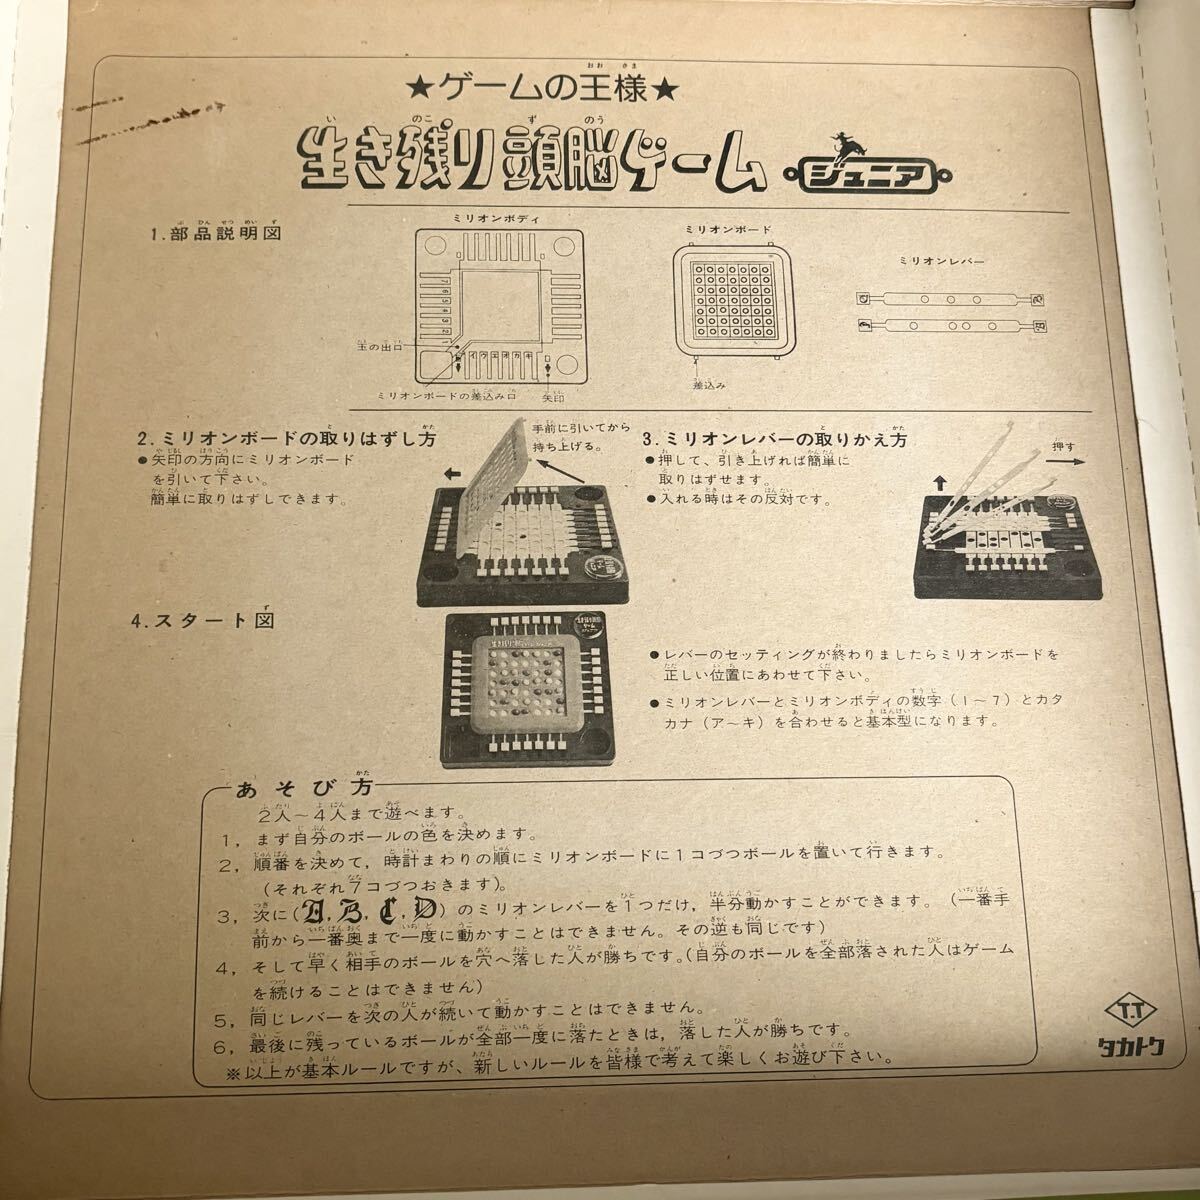 ★ゲームの王様★
生き残り頭脳ゲーム ジュニア
1.部品説明図
ミリオンボディ
ミリオンボード
ミリオンレバー
7
6
5
4
3
2
1
アイウエオカキ
玉の出口
ミリオンボードの差込み口
矢印
差込み
2.ミリオンボードの取りはずし方
●矢印の方向にミリオンボード
を引いて下さい。
簡単に取りはずしできます。
手前に引いてから
持ち上げる。
3.ミリオンレバーの取りかえ方
●押して、引き上げれば簡単に
取りはずせます。
●入れる時はその反対です。
押す
4.スタート図
●レバーのセッティングが終わりましたらミリオンボードを
正しい位置にあわせて下さい。
●ミリオンレバーとミリオンボディの数字(1〜7)とカタ
カナ(ア〜キ)を合わせると基本型になります。
あそび方
2人〜4人まで遊べます。
1,まず自分のボールの色を決めます。
2,順番を決めて,時計まわりの順にミリオンボードに1コづつボールを置いて行きます。
(それぞれ7コづつおきます)。
3,次に(A,B,C,D)のミリオンレバーを1つだけ,半分動かすことができます。(一番手
前から一番奥まで一度に動かすことはできません。その逆も同じです)
4,そして早く相手のボールを穴へ落した人が勝ちです。(自分のボールを全部落された人はゲーム
を続けることはできません)
5,同じレバーを次の人が続いて動かすことはできません。
6,最後に残っているボールが全部一度に落たときは,落した人が勝ちです。
※以上が基本ルールですが、新しいルールを皆様で考えて楽しくお遊び下さい。
T.T
タカトク